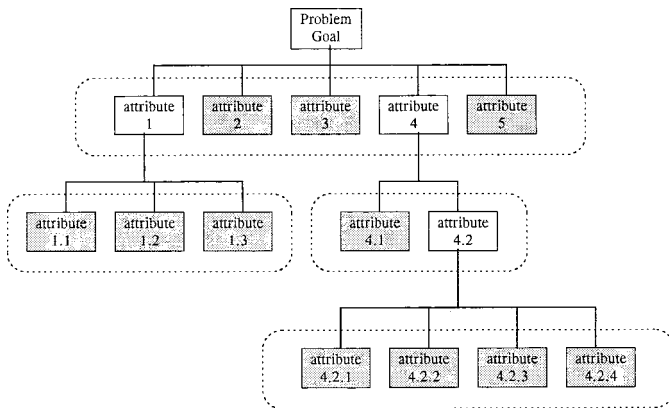 Problem
Goal
attribute
1
attribute
2
attribute
3
attribute
4
attribute
5
attribute
1.1
attribute
1.2
attribute
1.3
attribute
4.1
attribute
4.2
attribute
4.2.1
attribute
4.2.2
attribute
4.2.3
attribute
4.2.4